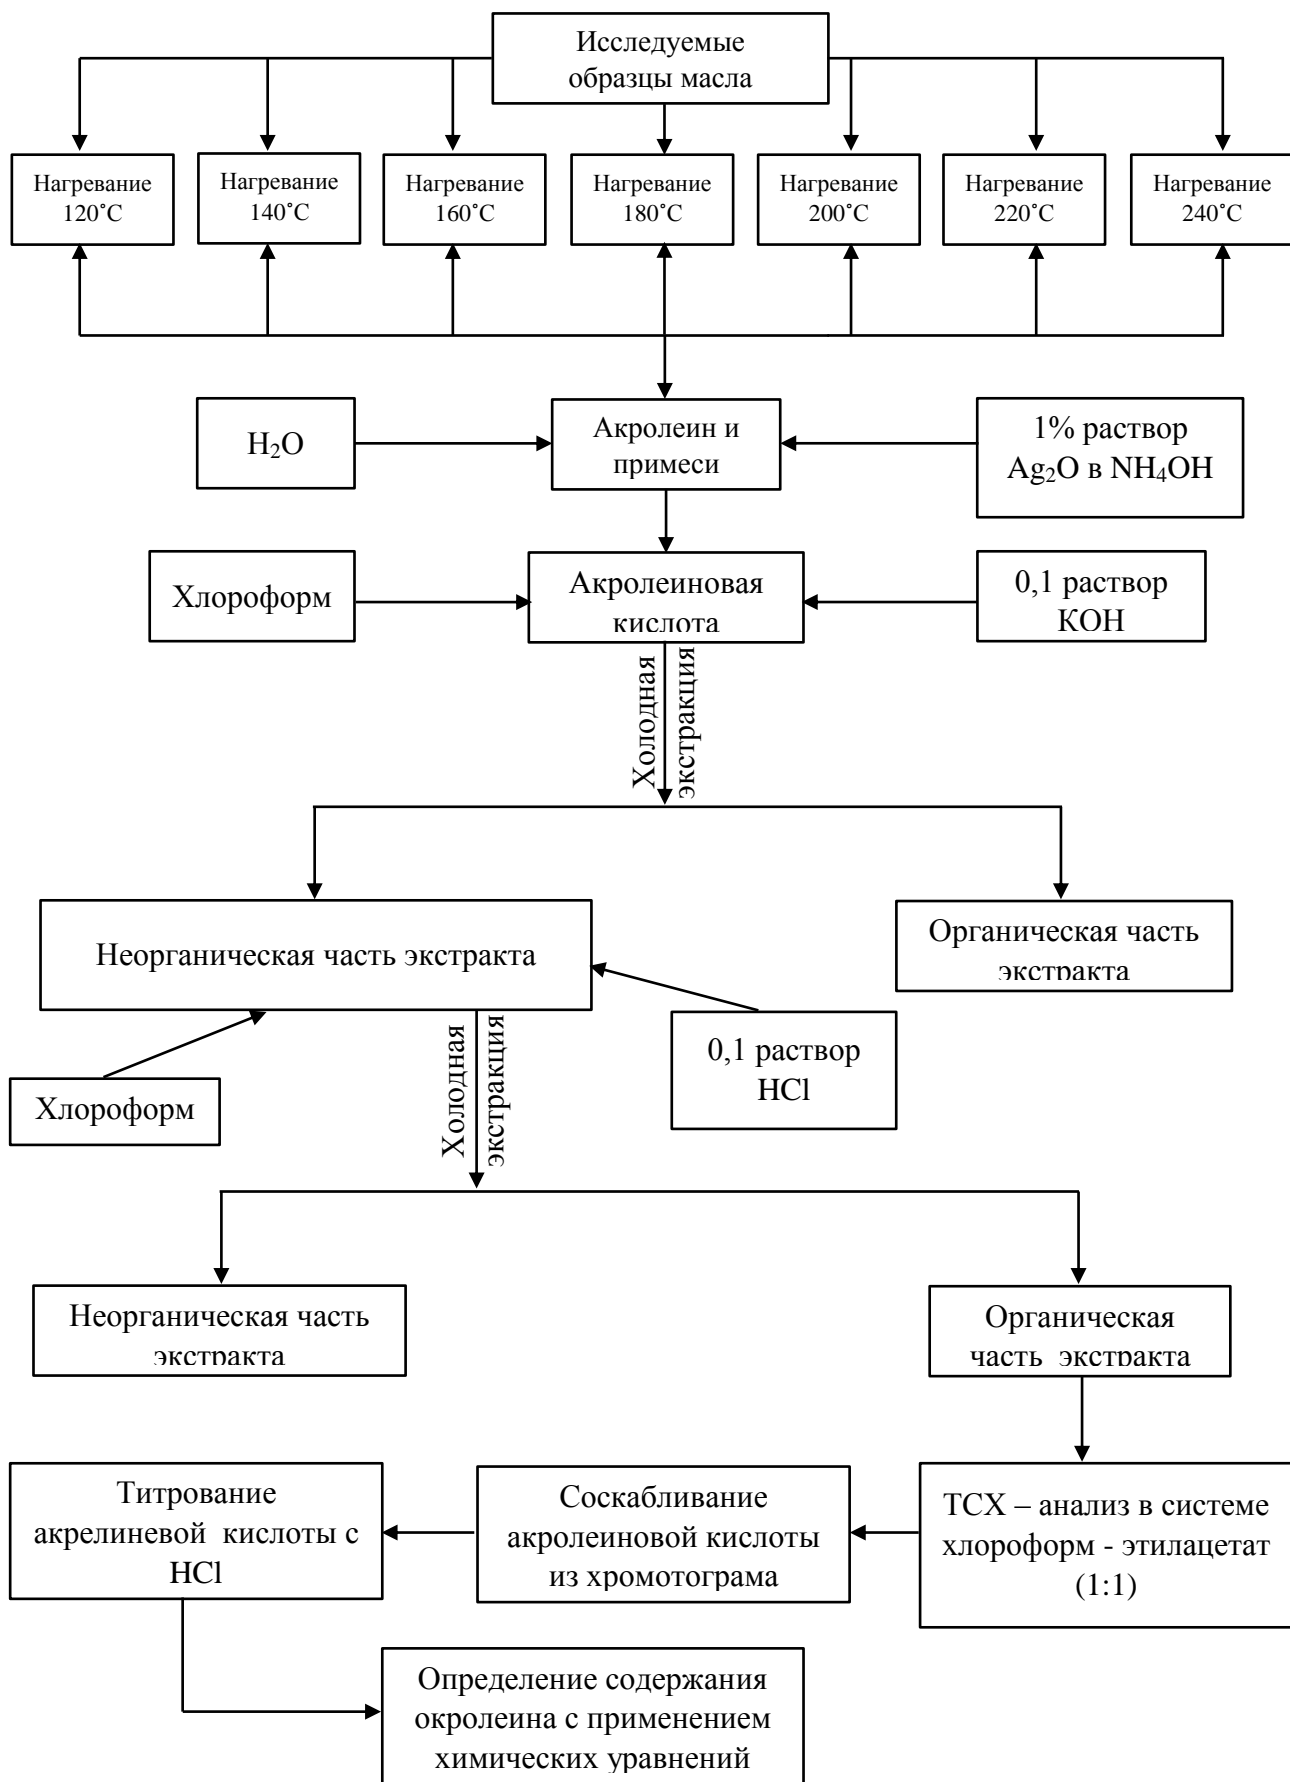 Исследуемые
образцы масла
Нагревание
120˚С
Нагревание
140˚С
Нагревание
160˚С
Нагревание
180˚С
Нагревание
200˚С
Нагревание
220˚С
Нагревание
240˚С
H₂O
Акролеин и
примеси
1% раствор
Ag₂O в NH₄OH
Хлороформ
Акролеиновая
кислота
0,1 раствор
КОН
Холодная
экстракция
Неорганическая часть экстракта
Органическая часть
экстракта
Хлороформ
Холодная
экстракция
0,1 раствор
HCl
Неорганическая часть
экстракта
Органическая
часть экстракта
Титрование
акрелиневой кислоты с
HCl
Соскабливание
акролеиновой кислоты
из хромотограма
ТСХ – анализ в системе
хлороформ - этилацетат
(1:1)
Определение содержания
окролеина с применением
химических уравнений